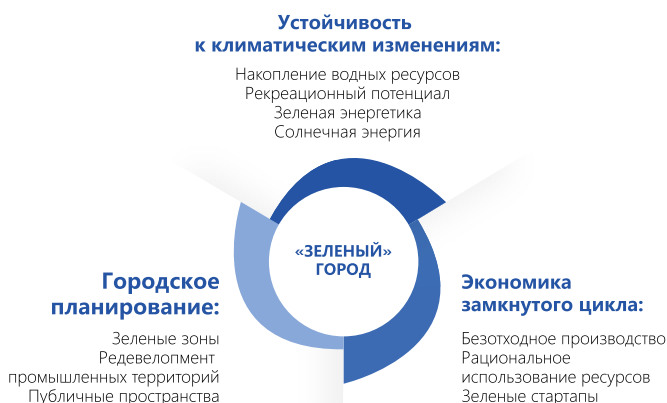 Устойчивость
к климатическим изменениям:
Накопление водных ресурсов
Рекреационный потенциал
Зеленая энергетика
Солнечная энергия
«ЗЕЛЕНЫЙ»
ГОРОД
Городское
планирование:
Зеленые зоны
Редевелопмент
промышленных территорий
Публичные пространства
Экономика
замкнутого цикла:
Безотходное производство
Рациональное
использование ресурсов
Зеленые стартапы